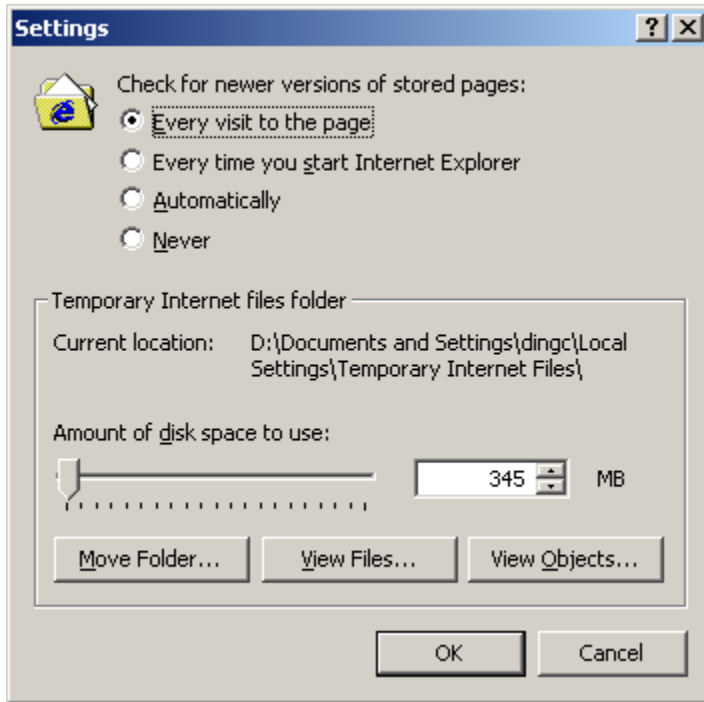 Settings
Check for newer versions of stored pages:
Every visit to the page
Every time you start Internet Explorer
Automatically
Never
Temporary Internet files folder
Current location: D:\Documents and Settings\dingc\Local
Settings\Temporary Internet Files\
Amount of disk space to use:
345 MB
Move Folder... View Files... View Objects...
OK Cancel